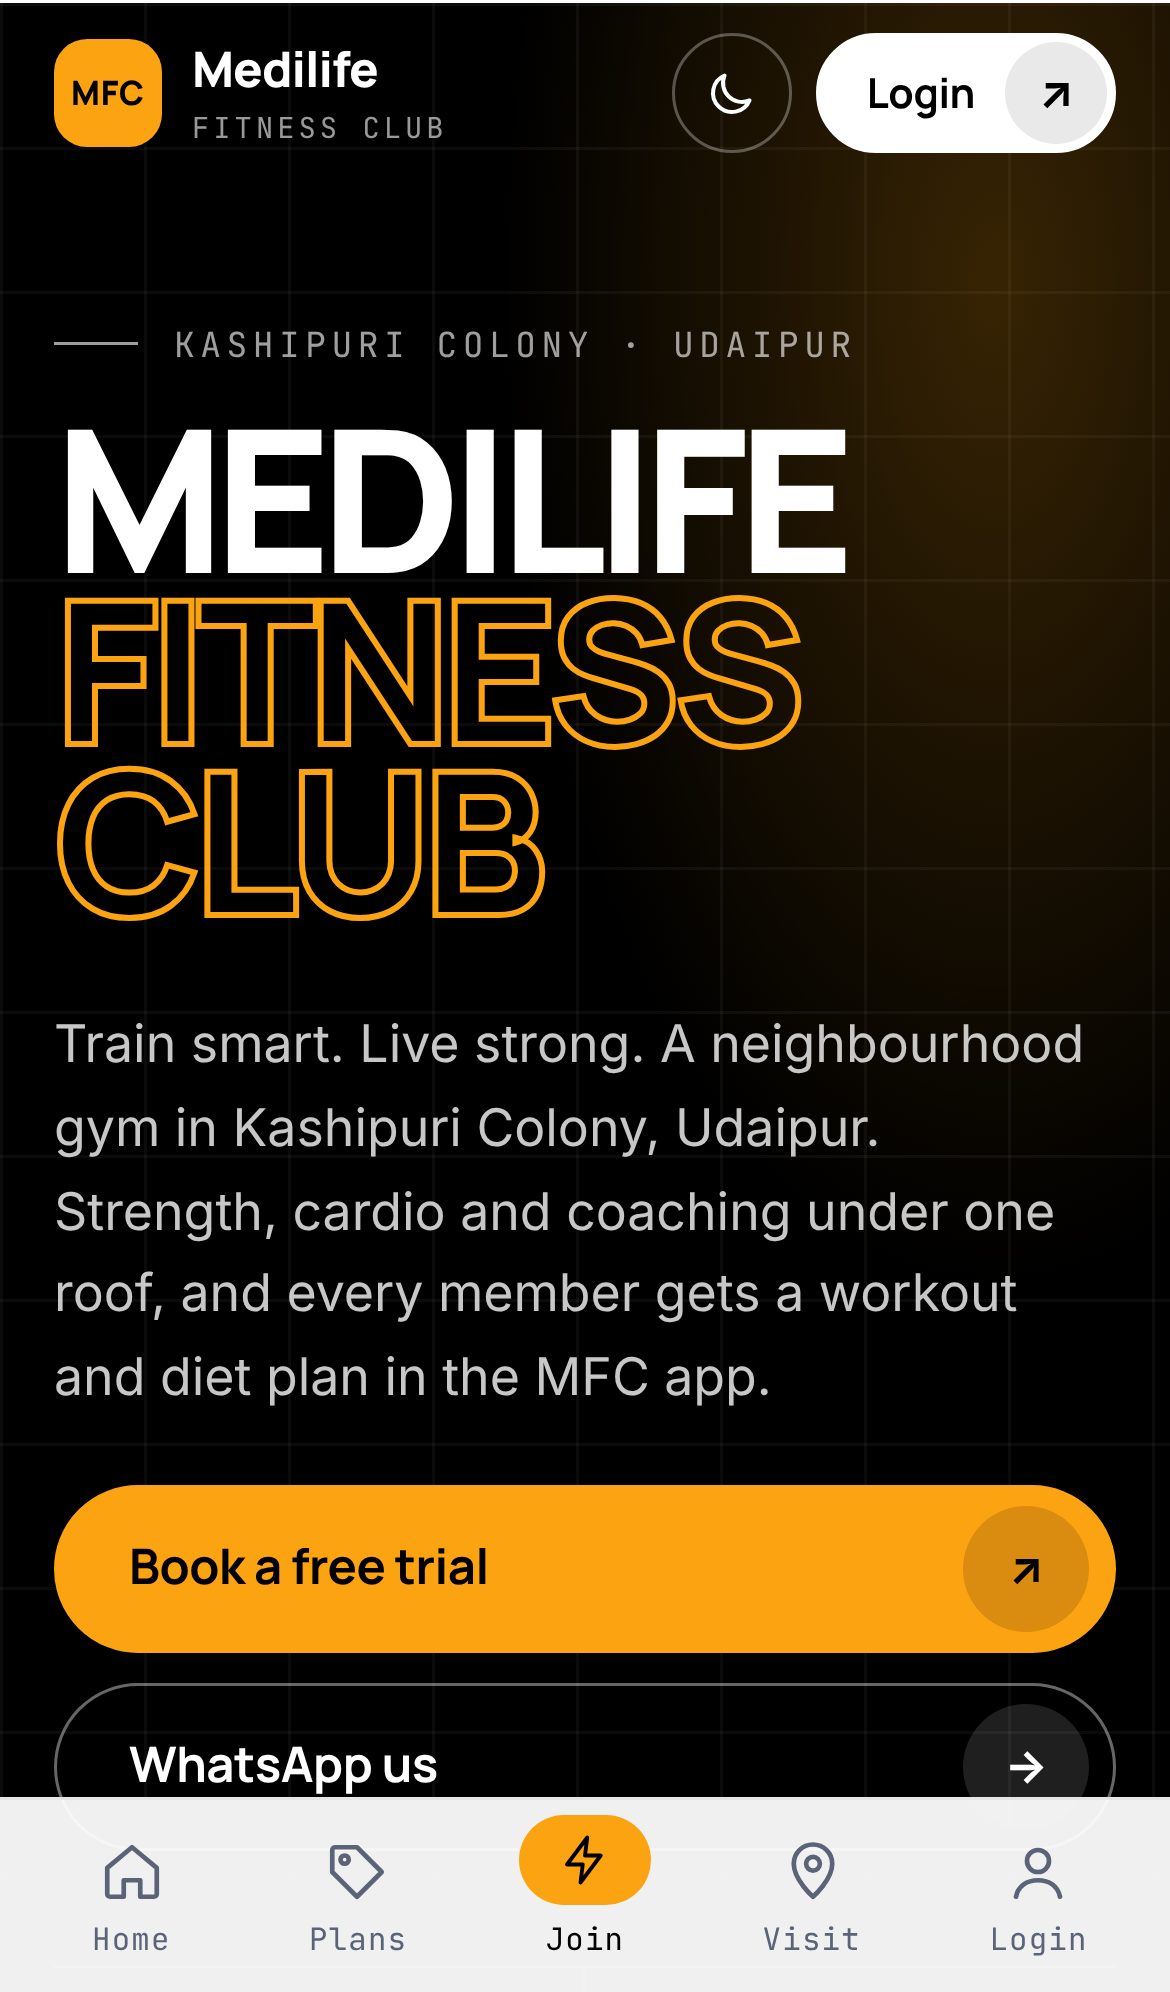 MFC
Medilife
FITNESS CLUB
Login
KASHIPURI COLONY · UDAIPUR
MEDILIFE
FITNESS
CLUB
Train smart. Live strong. A neighbourhood
gym in Kashipuri Colony, Udaipur.
Strength, cardio and coaching under one
roof, and every member gets a workout
and diet plan in the MFC app.
Book a free trial
WhatsApp us
Home
Plans
Join
Visit
Login